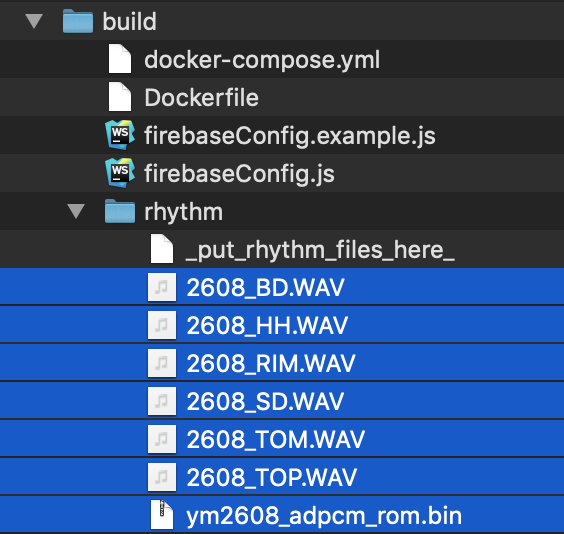 build
docker-compose.yml
Dockerfile
WS
firebaseConfig.example.js
WS
firebaseConfig.js
rhythm
_put_rhythm_files_here_
2608_BD.WAV
2608_HH.WAV
2608_RIM.WAV
2608_SD.WAV
2608_TOM.WAV
2608_TOP.WAV
ym2608_adpcm_rom.bin